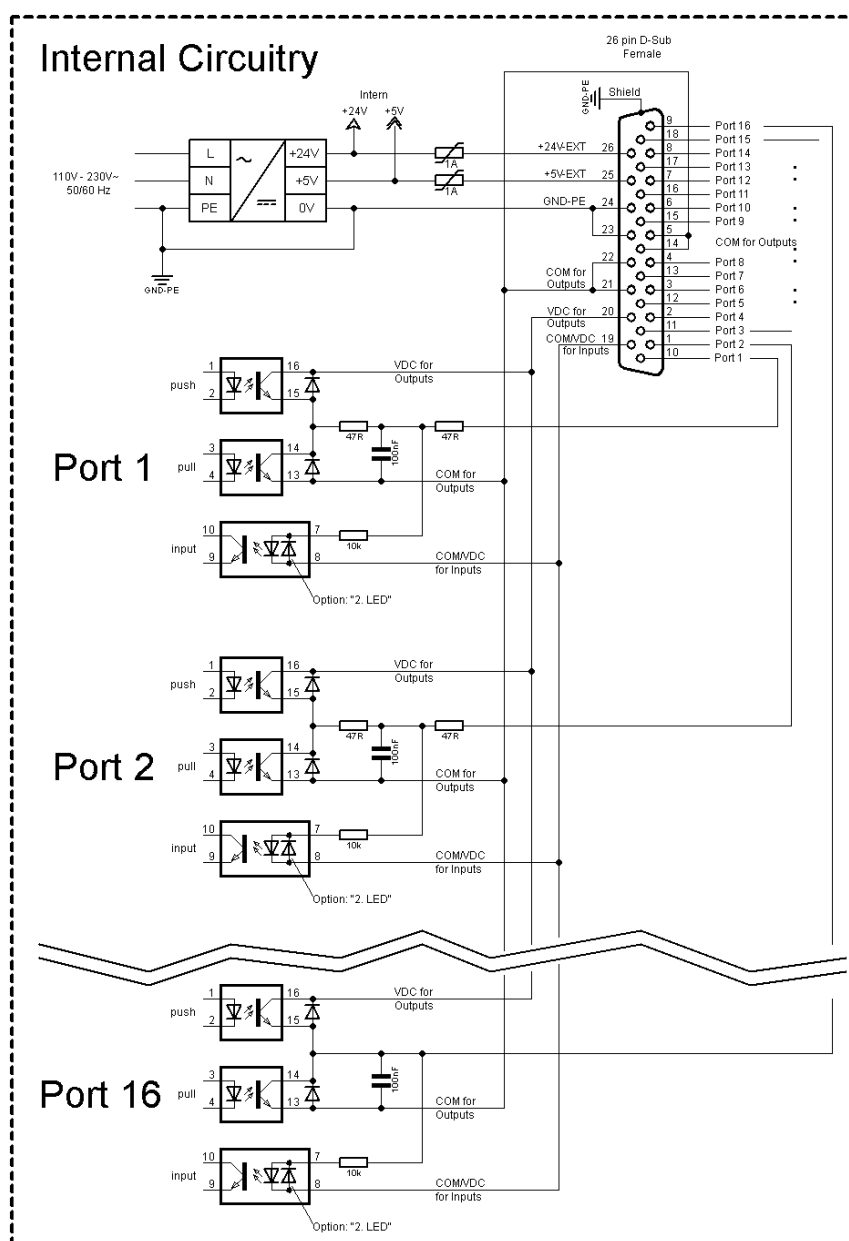 Internal Circuitry
26 pin D-Sub
Female
Intern
+24V
+5V
GND-PE
Shield
L
+24V
1A
+24V-EXT
26
110V - 230V~
50/60 Hz
N
+5V
1A
+5V-EXT
25
PE
0V
GND-PE
24
23
GND-PE
22
COM for
Outputs
21
VDC for
Outputs
20
COM/VDC
for Inputs
19
9
Port 16
18
Port 15
8
Port 14
17
Port 13
7
Port 12
16
Port 11
6
Port 10
15
Port 9
5
14
COM for Outputs
4
Port 8
13
Port 7
3
Port 6
12
Port 5
2
Port 4
11
Port 3
1
Port 2
10
Port 1
Port 1
push
1
2
16
15
VDC for
Outputs
47R
100nF
47R
pull
3
4
14
13
COM for
Outputs
input
10
9
7
8
10k
COM/VDC
for Inputs
Option: "2. LED"
Port 2
push
1
2
16
15
VDC for
Outputs
47R
100nF
47R
pull
3
4
14
13
COM for
Outputs
input
10
9
7
8
10k
COM/VDC
for Inputs
Option: "2. LED"
Port 16
push
1
2
16
15
VDC for
Outputs
100nF
pull
3
4
14
13
COM for
Outputs
input
10
9
7
8
10k
COM/VDC
for Inputs
Option: "2. LED"